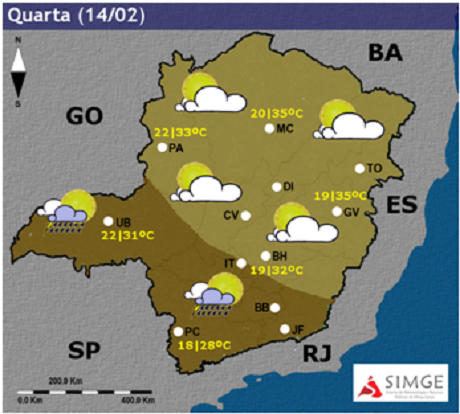 Quarta (14/02)
N
S
BA
GO
20|35ºC
MC
22|33ºC
PA
TO
DI
19|35ºC
ES
CV
GV
UB
22|31ºC
IT
BH
19|32ºC
BB
PC
JF
18|28ºC
SP
RJ
SIMGE
200.0 Km
0.0 Km
400.0 Km